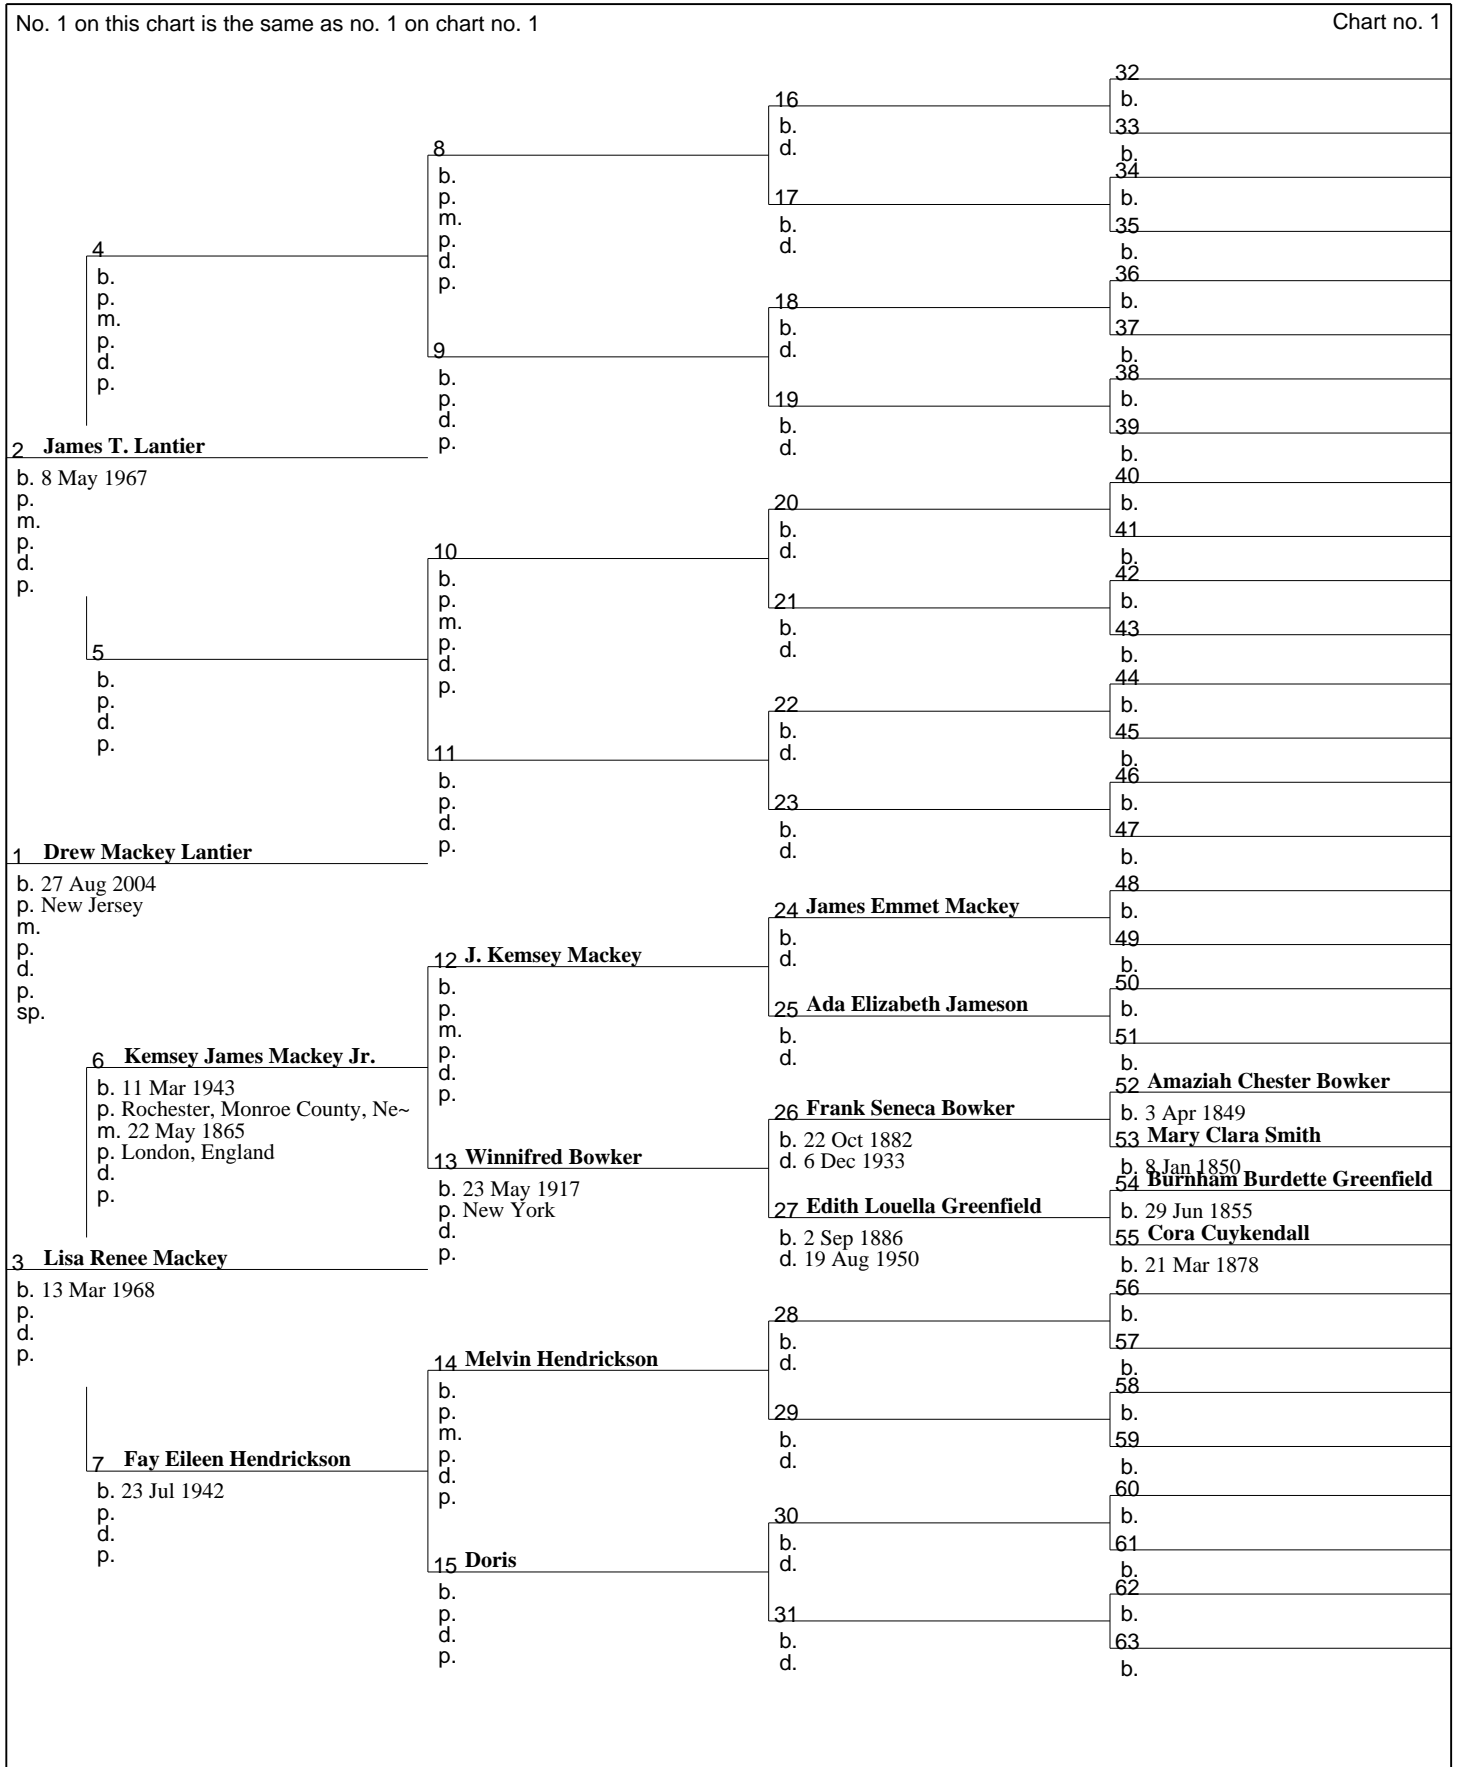 No. 1 on this chart is the same as no. 1 on chart no. 1
Chart no. 1
2 James T. Lantier
b. 8 May 1967
p.
m.
p.
d.
p.
1 Drew Mackey Lantier
b. 27 Aug 2004
p. New Jersey
m.
p.
d.
p.
sp.
3 Lisa Renee Mackey
b. 13 Mar 1968
p.
d.
p.
4
b.
p.
m.
p.
d.
p.
5
b.
p.
d.
p.
6 Kemsey James Mackey Jr.
b. 11 Mar 1943
p. Rochester, Monroe County, Ne~
m. 22 May 1865
p. London, England
d.
p.
7 Fay Eileen Hendrickson
b. 23 Jul 1942
p.
d.
p.
8
b.
p.
m.
p.
d.
p.
9
b.
p.
d.
p.
10
b.
p.
m.
p.
d.
p.
11
b.
p.
d.
p.
12 J. Kemsey Mackey
b.
p.
m.
p.
d.
p.
13 Winnifred Bowker
b. 23 May 1917
p. New York
d.
p.
14 Melvin Hendrickson
b.
p.
m.
p.
d.
p.
15 Doris
b.
p.
d.
p.
16
b.
d.
17
b.
d.
18
b.
d.
19
b.
d.
20
b.
d.
21
b.
d.
22
b.
d.
23
b.
d.
24 James Emmet Mackey
b.
d.
25 Ada Elizabeth Jameson
b.
d.
26 Frank Seneca Bowker
b. 22 Oct 1882
d. 6 Dec 1933
27 Edith Louella Greenfield
b. 2 Sep 1886
d. 19 Aug 1950
28
b.
d.
29
b.
d.
30
b.
d.
31
b.
d.
32
b.
33
b.
34
b.
35
b.
36
b.
37
b.
38
b.
39
b.
40
b.
41
b.
42
b.
43
b.
44
b.
45
b.
46
b.
47
b.
48
b.
49
b.
50
b.
51
b.
52 Amaziah Chester Bowker
b. 3 Apr 1849
53 Mary Clara Smith
b. 8 Jan 1850
54 Burnham Burdette Greenfield
b. 29 Jun 1855
55 Cora Cuykendall
b. 21 Mar 1878
56
b.
57
b.
58
b.
59
b.
60
b.
61
b.
62
b.
63
b.